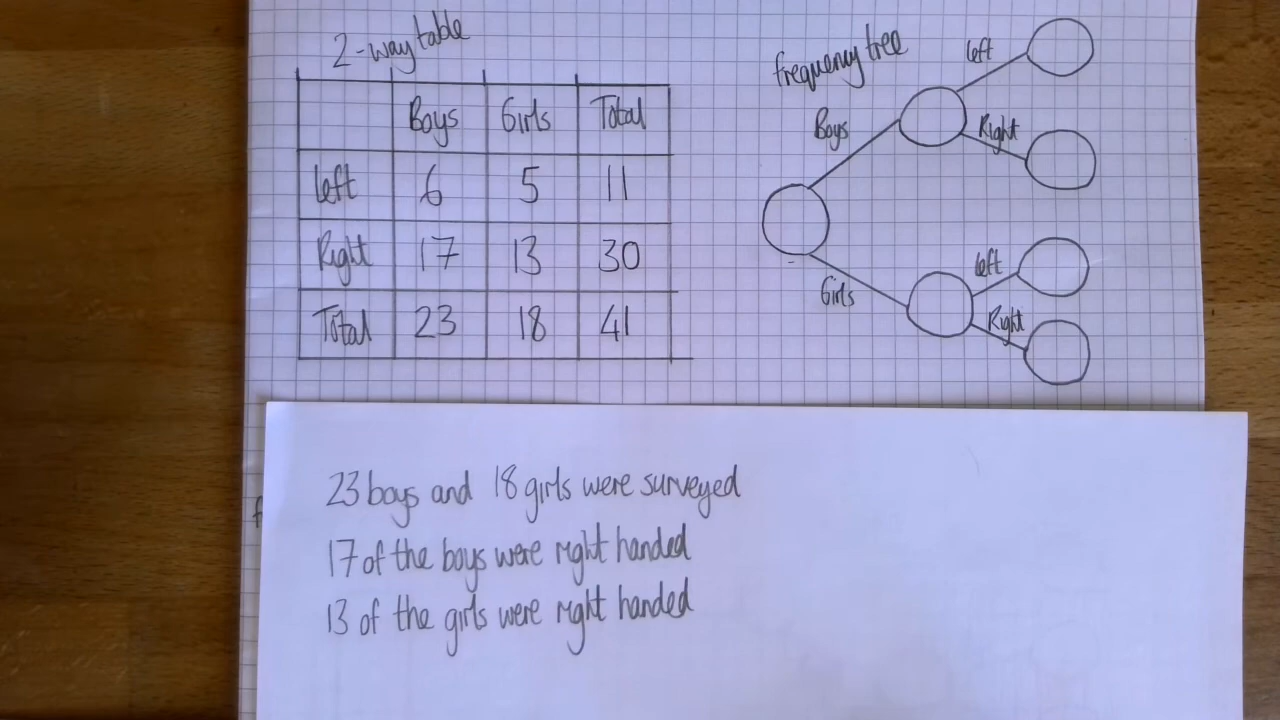 2-way table
Boys Girls Total
left 6 5 11
Right 17 13 30
Total 23 18 41
frequency tree
Boys
left
Right
Girls
left
Right
23 boys and 18 girls were surveyed
17 of the boys were right handed
13 of the girls were right handed